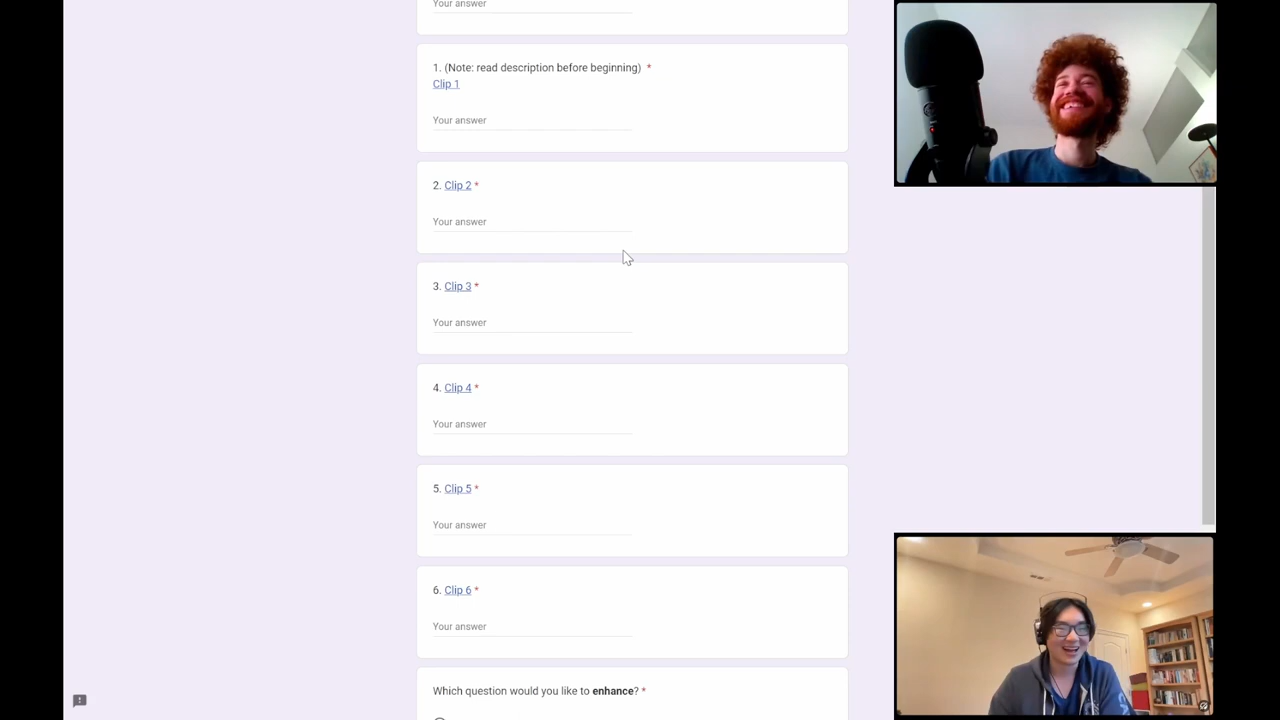 Your answer
1. (Note: read description before beginning) *
Clip 1
Your answer
2. Clip 2 *
Your answer
3. Clip 3 *
Your answer
4. Clip 4 *
Your answer
5. Clip 5 *
Your answer
6. Clip 6 *
Your answer
Which question would you like to enhance? *